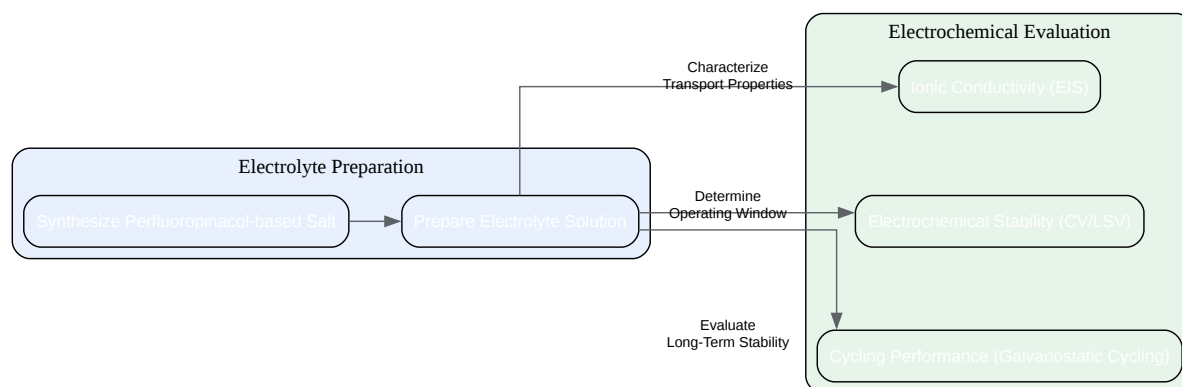 Electrochemical Evaluation
Characterize
Transport Properties
Ionic Conductivity (EIS)
Electrolyte Preparation
Synthesize Perfluoropinacol-based Salt
Prepare Electrolyte Solution
Determine
Operating Window
Electrochemical Stability (CV/LSV)
Evaluate
Long-Term Stability
Cycling Performance (Galvanostatic Cycling)